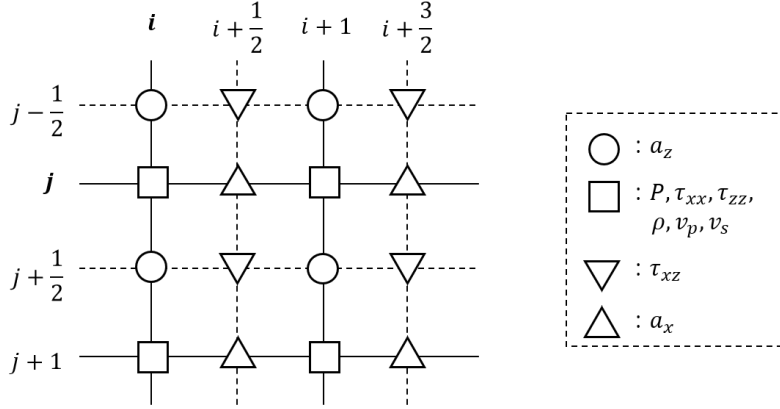 i i + 1/2 i + 1 i + 3/2
j − 1/2
j
j + 1/2
j + 1
: a_z
: P, τ_xx, τ_zz,
ρ, v_p, v_s
: τ_xz
: a_x